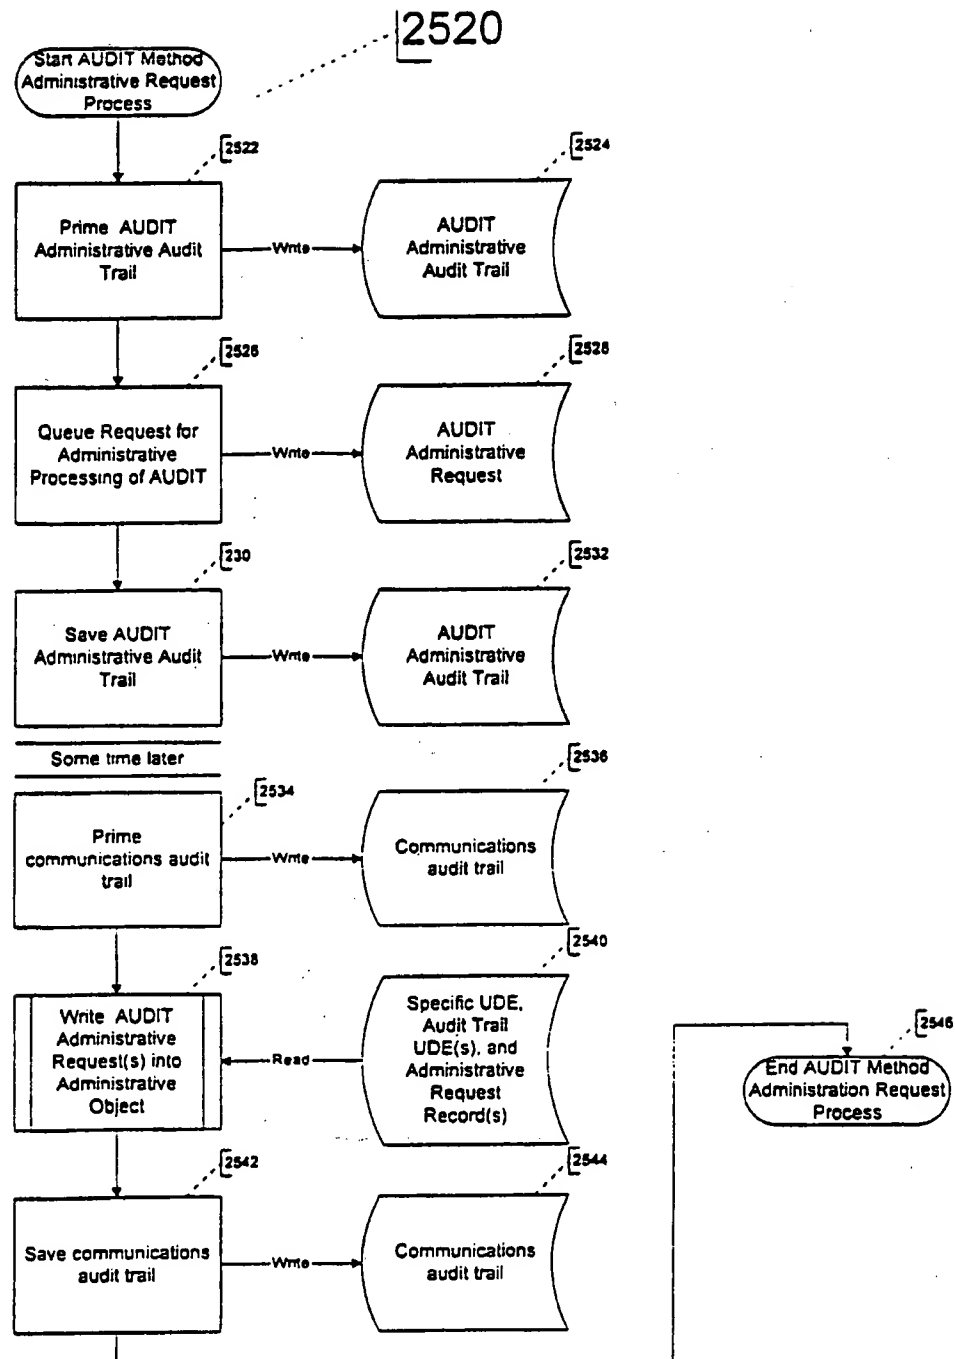 2520
Start AUDIT Method
Administrative Request
Process
2522
Prime AUDIT
Administrative Audit
Trail
Write
2524
AUDIT
Administrative
Audit Trail
2526
Queue Request for
Administrative
Processing of AUDIT
Write
2528
AUDIT
Administrative
Request
230
Save AUDIT
Administrative Audit
Trail
Write
2532
AUDIT
Administrative
Audit Trail
Some time later
2534
Prime
communications audit
trail
Write
2536
Communications
audit trail
2538
Write AUDIT
Administrative
Request(s) into
Administrative
Object
Read
2540
Specific UDE,
Audit Trail
UDE(s), and
Administrative
Request
Record(s)
2542
Save communications
audit trail
Write
2544
Communications
audit trail
2546
End AUDIT Method
Administration Request
Process